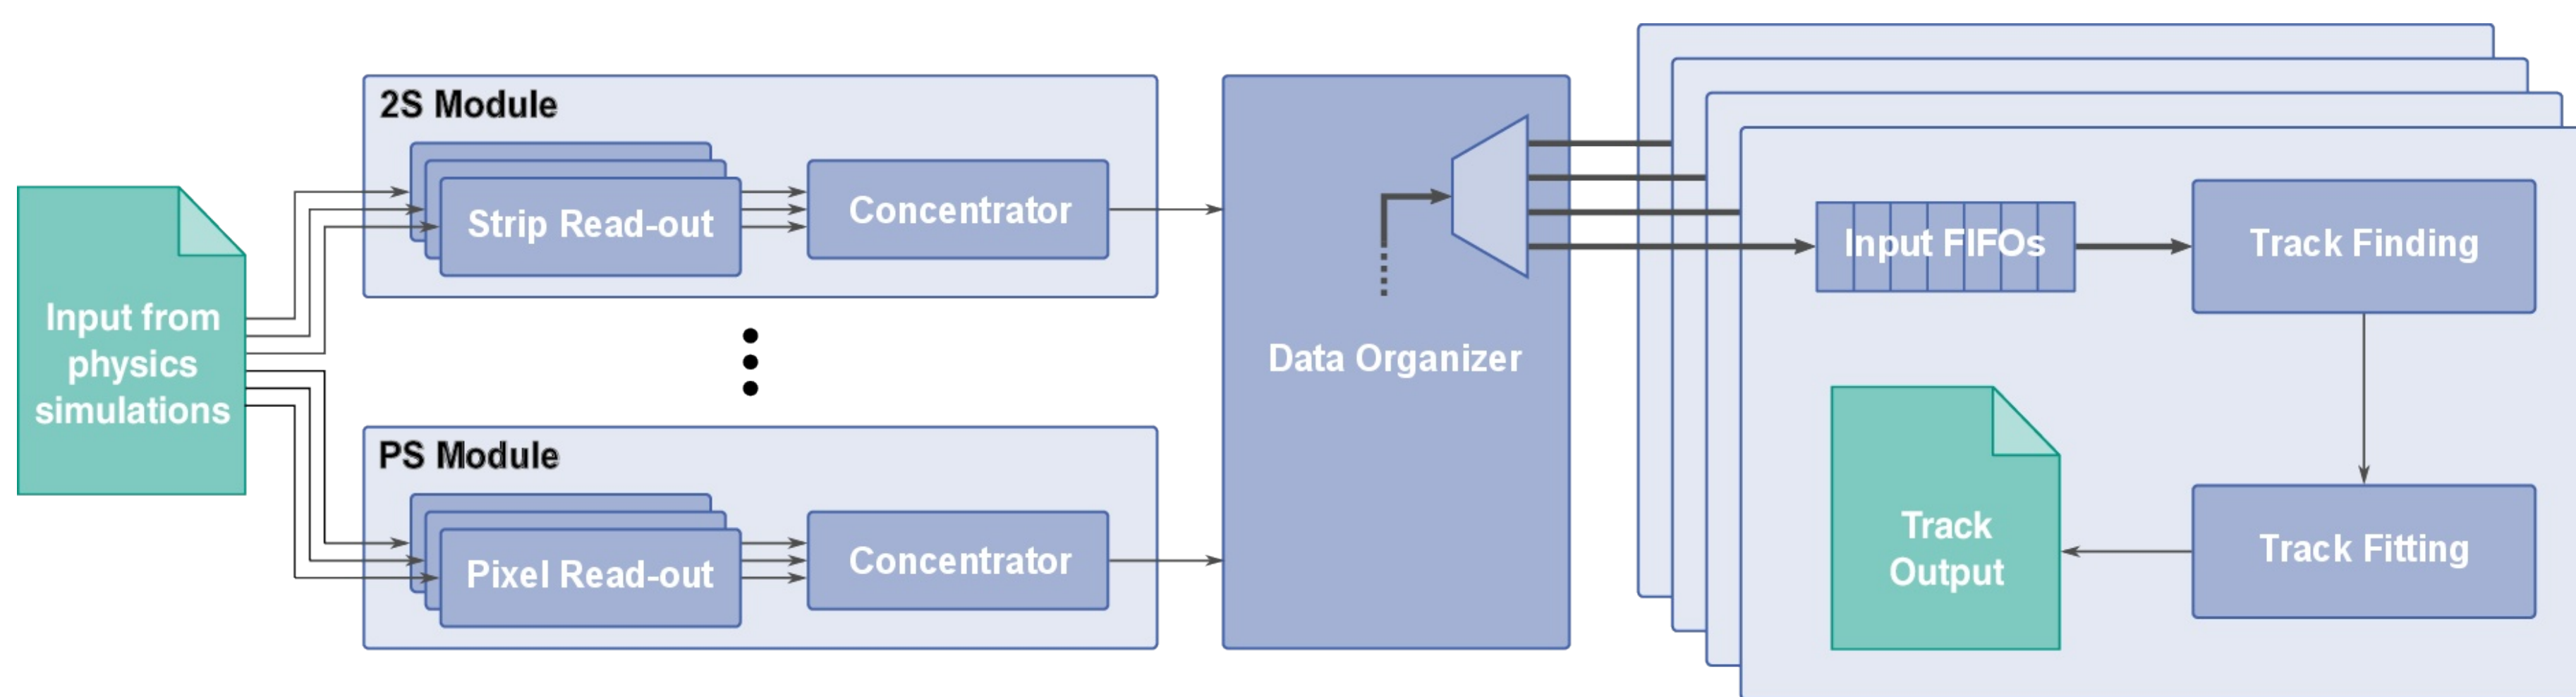 2S Module
Strip Read-out
Concentrator
Input from
physics
simulations
PS Module
Pixel Read-out
Concentrator
Data Organizer
Input FIFOs
Track Finding
Track Fitting
Track
Output